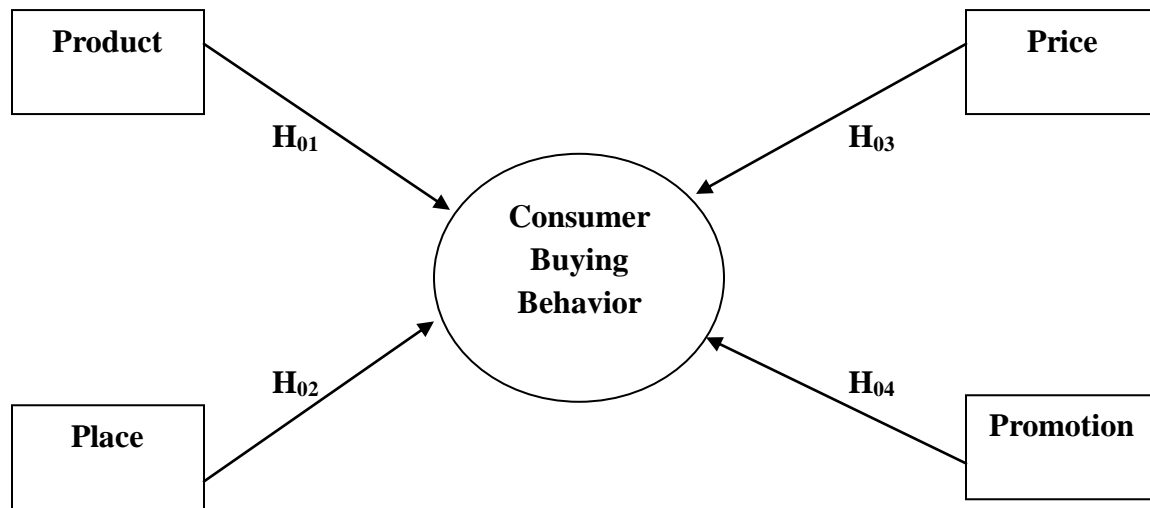 Product
Price
H₀₁
H₀₃
Consumer
Buying
Behavior
H₀₂
H₀₄
Place
Promotion